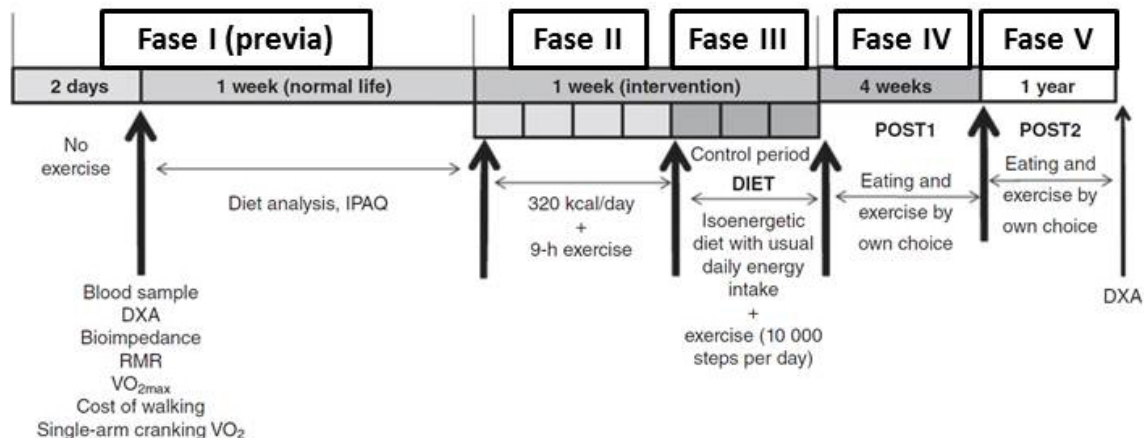 Fase I (previa)
Fase II
Fase III
Fase IV
Fase V
2 days
1 week (normal life)
1 week (intervention)
4 weeks
1 year
No
exercise
Diet analysis, IPAQ
320 kcal/day
+
9-h exercise
Control period
DIET
Isoenergetic
diet with usual
daily energy
intake
+
exercise (10 000
steps per day)
POST1
Eating and
exercise by
own choice
POST2
Eating and
exercise by
own choice
DXA
Blood sample
DXA
Bioimpedance
RMR
VO2max
Cost of walking
Single-arm cranking VO2